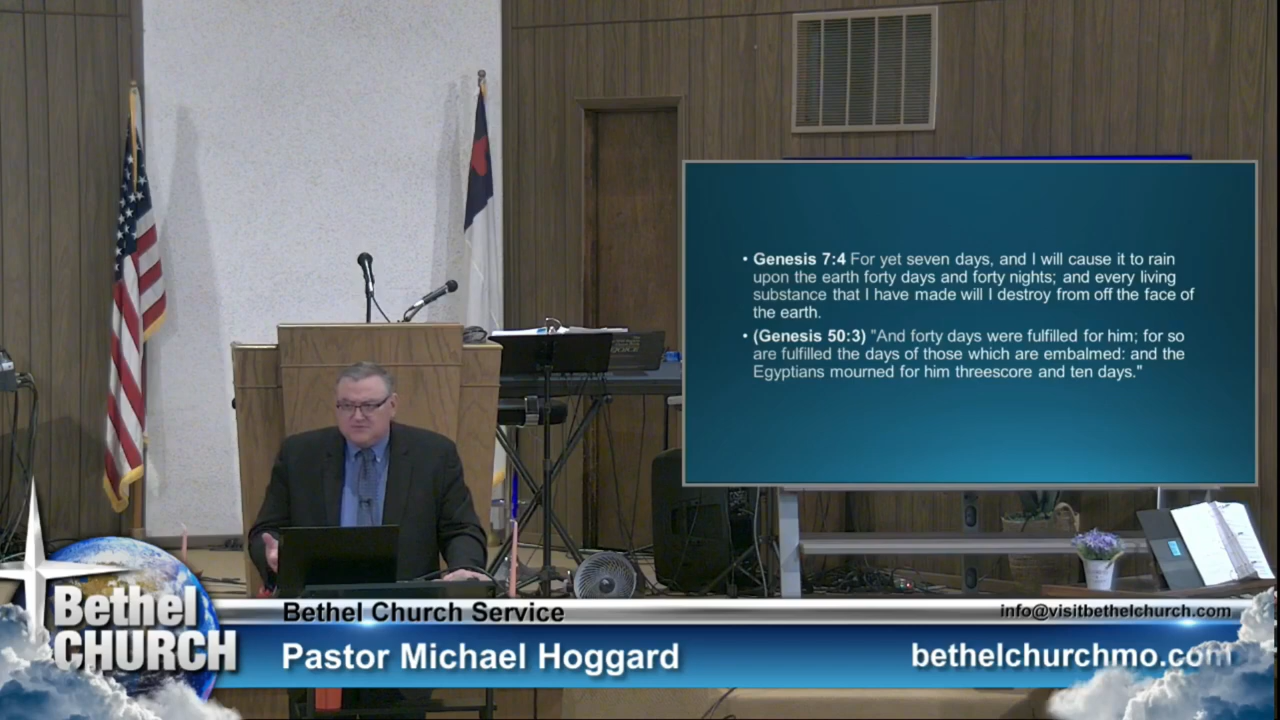 • Genesis 7:4 For yet seven days, and I will cause it to rain
upon the earth forty days and forty nights; and every living
substance that I have made will I destroy from off the face of
the earth.
• (Genesis 50:3) "And forty days were fulfilled for him; for so
are fulfilled the days of those which are embalmed: and the
Egyptians mourned for him threescore and ten days."
Bethel Church Service
info@visitbethelchurch.com
Bethel
CHURCH
Pastor Michael Hoggard
bethelchurchmo.com